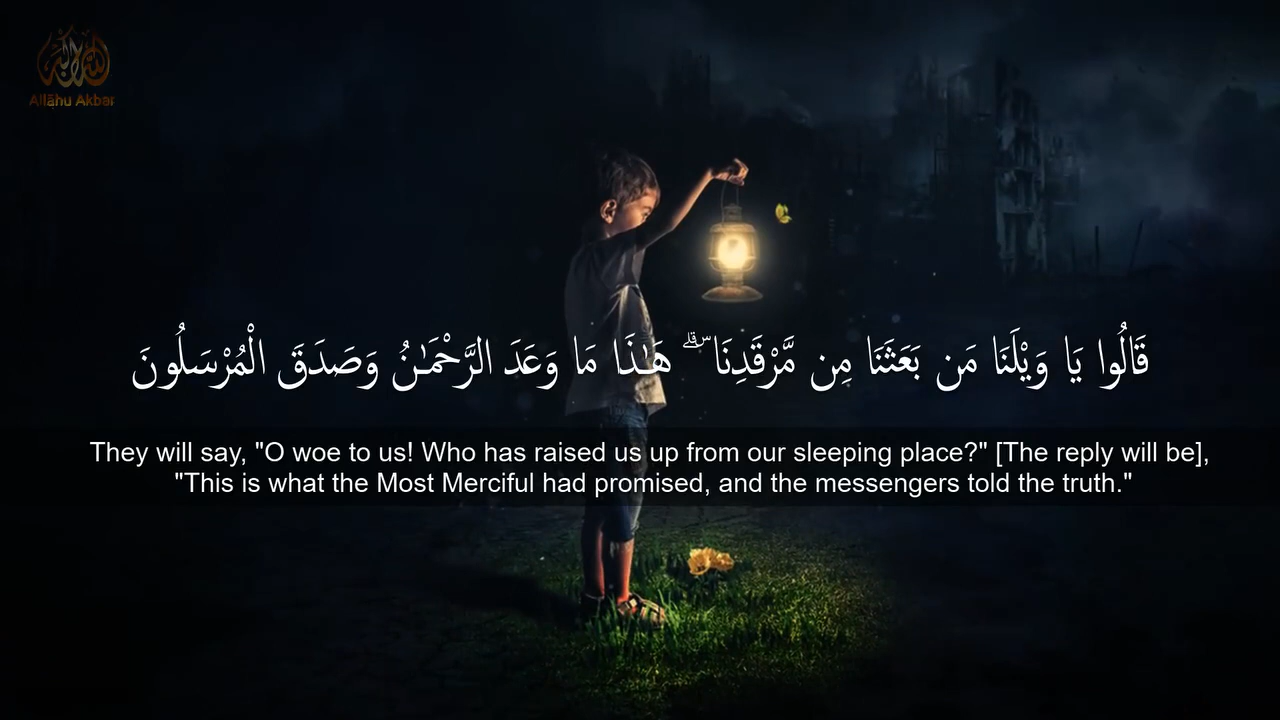 الله أكبر
Allāhu Akbar
قَالُوا يَا وَيْلَنَا مَن بَعَثَنَا مِن مَّرْقَدِنَا ۜ ۗ هَـٰذَا مَا وَعَدَ الرَّحْمَـٰنُ وَصَدَقَ الْمُرْسَلُونَ
They will say, "O woe to us! Who has raised us up from our sleeping place?" [The reply will be],
"This is what the Most Merciful had promised, and the messengers told the truth."